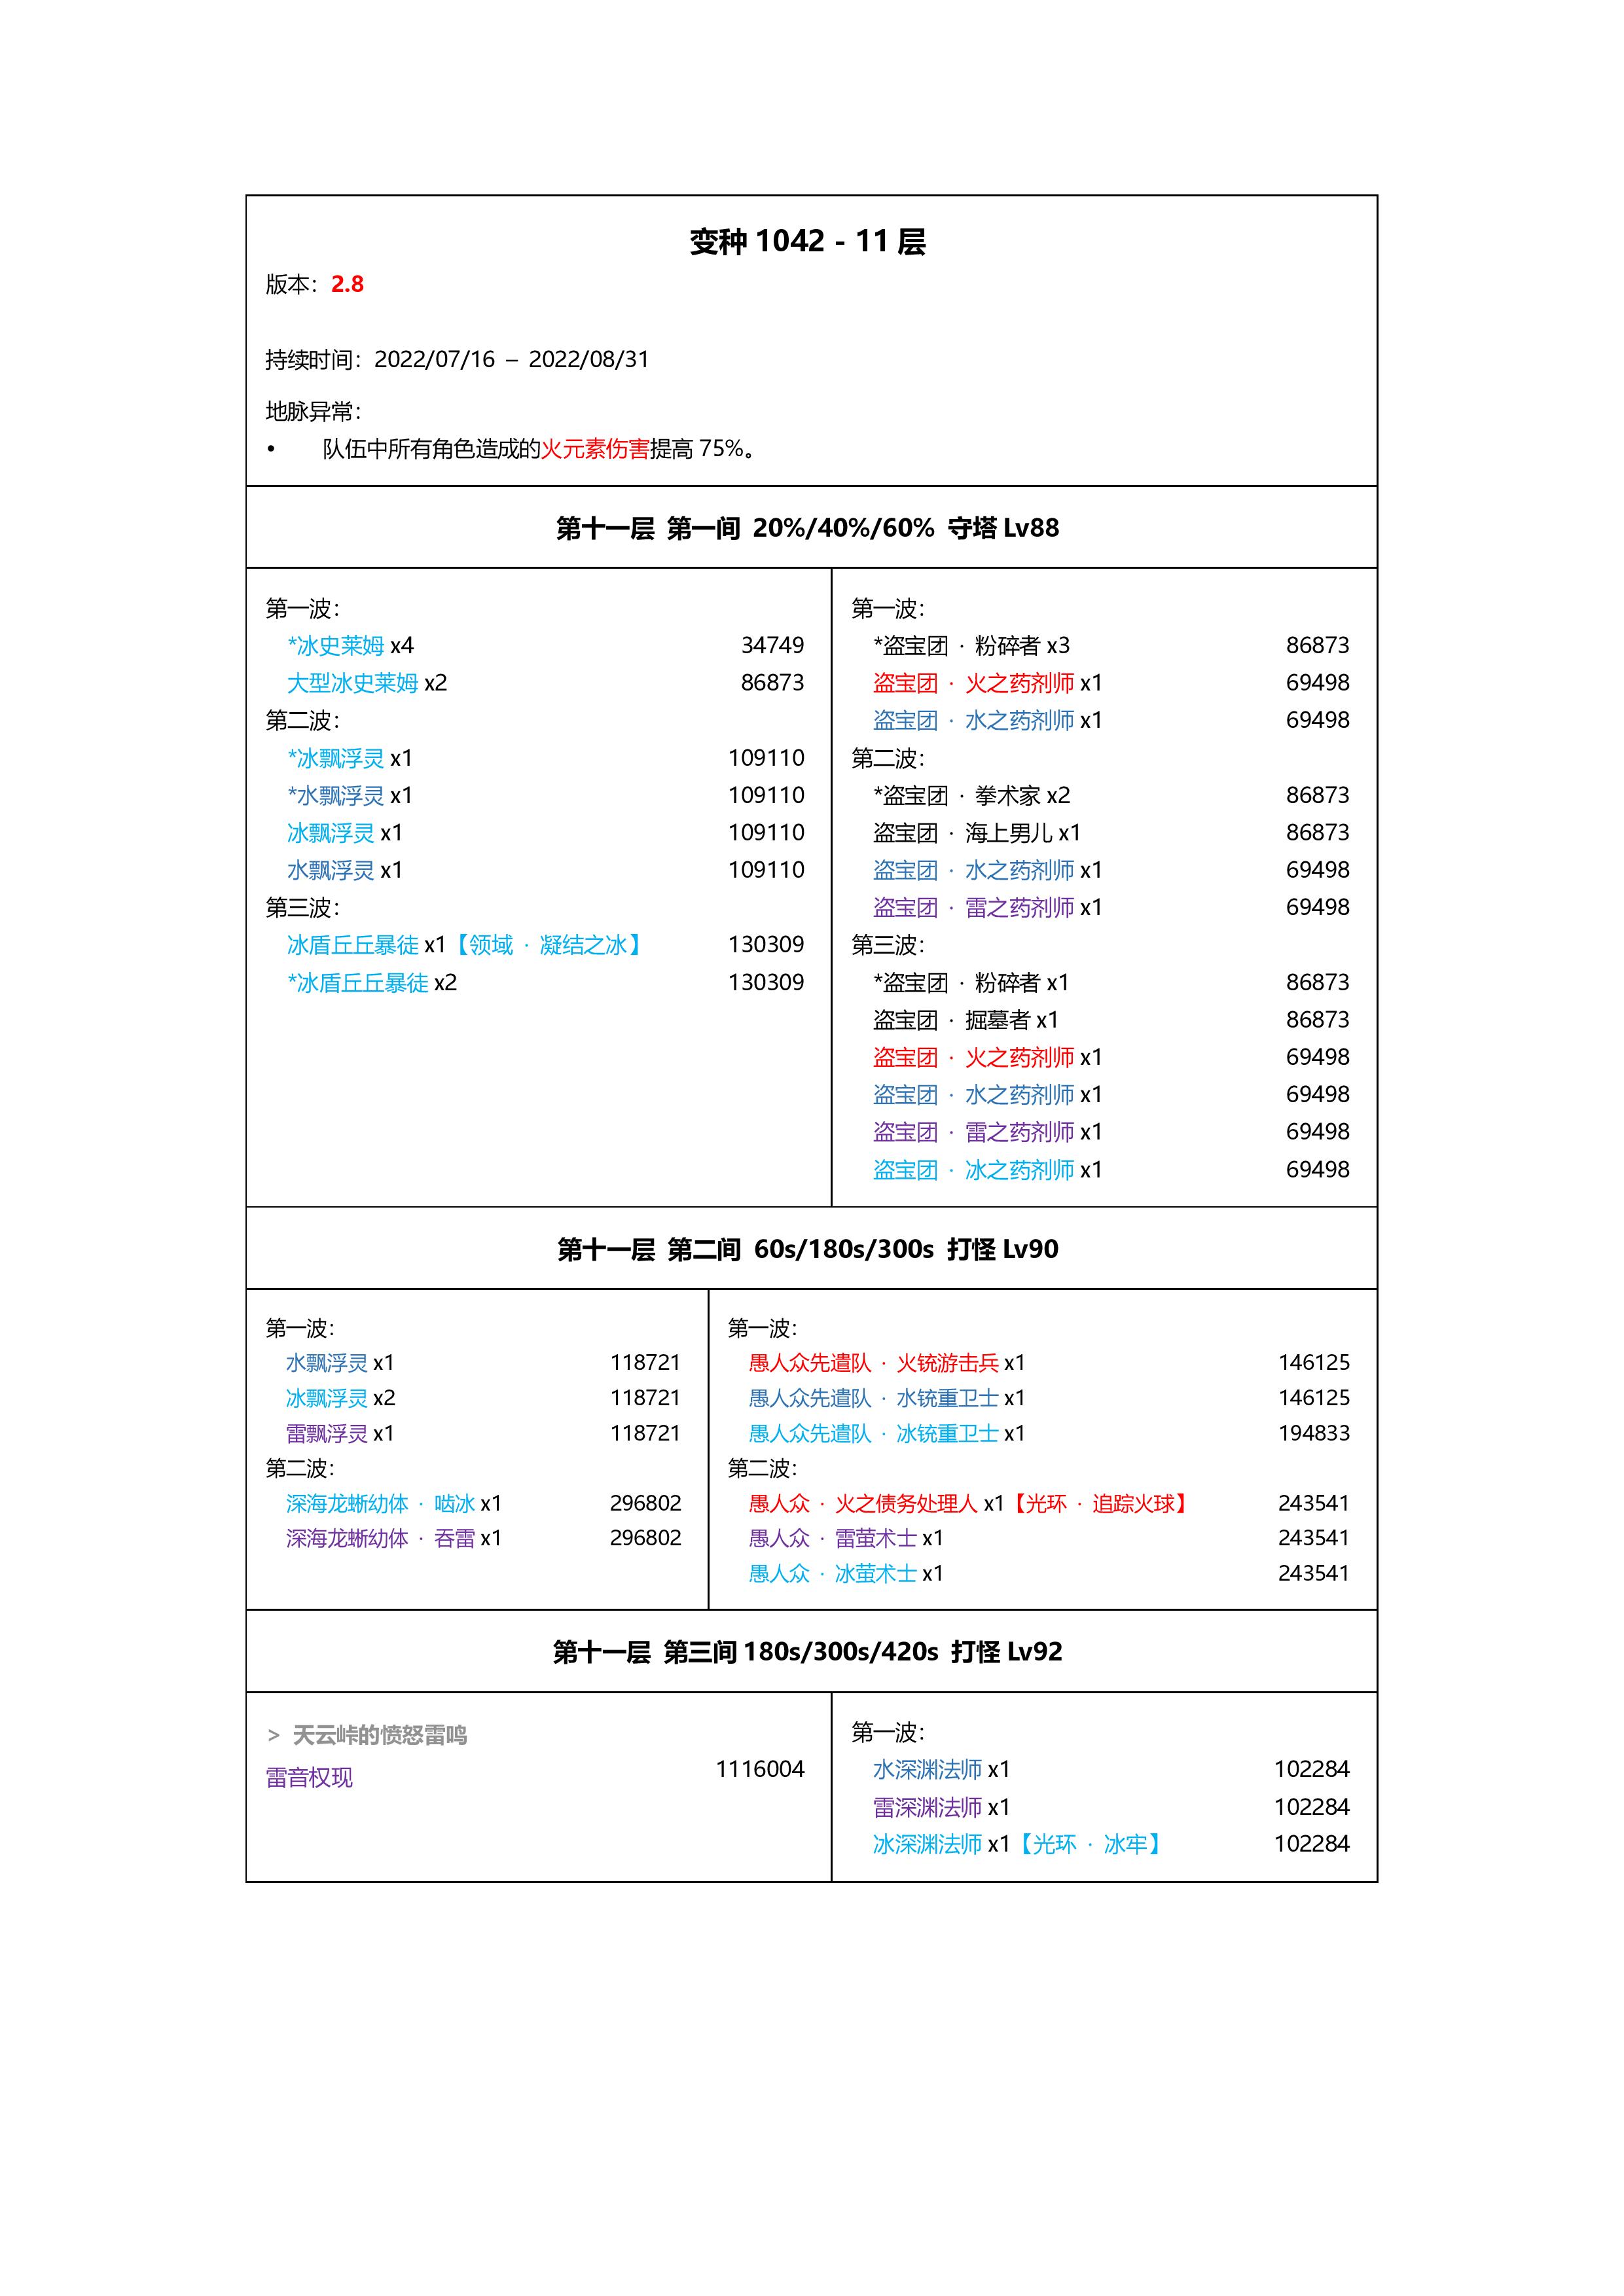 变种 1042 - 11 层
版本：2.8
持续时间：2022/07/16 – 2022/08/31
地脉异常：
• 队伍中所有角色造成的火元素伤害提高 75%。
第十一层 第一间 20%/40%/60% 守塔 Lv88
第一波：
*冰史莱姆 x4 34749
大型冰史莱姆 x2 86873
第二波：
*冰飘浮灵 x1 109110
*水飘浮灵 x1 109110
冰飘浮灵 x1 109110
水飘浮灵 x1 109110
第三波：
冰盾丘丘暴徒 x1【领域 · 凝结之冰】 130309
*冰盾丘丘暴徒 x2 130309
第一波：
*盗宝团 · 粉碎者 x3 86873
盗宝团 · 火之药剂师 x1 69498
盗宝团 · 水之药剂师 x1 69498
第二波：
*盗宝团 · 拳术家 x2 86873
盗宝团 · 海上男儿 x1 86873
盗宝团 · 水之药剂师 x1 69498
盗宝团 · 雷之药剂师 x1 69498
第三波：
*盗宝团 · 粉碎者 x1 86873
盗宝团 · 掘墓者 x1 86873
盗宝团 · 火之药剂师 x1 69498
盗宝团 · 水之药剂师 x1 69498
盗宝团 · 雷之药剂师 x1 69498
盗宝团 · 冰之药剂师 x1 69498
第十一层 第二间 60s/180s/300s 打怪 Lv90
第一波：
水飘浮灵 x1 118721
冰飘浮灵 x2 118721
雷飘浮灵 x1 118721
第二波：
深海龙蜥幼体 · 啮冰 x1 296802
深海龙蜥幼体 · 吞雷 x1 296802
第一波：
愚人众先遣队 · 火铳游击兵 x1 146125
愚人众先遣队 · 水铳重卫士 x1 146125
愚人众先遣队 · 冰铳重卫士 x1 194833
第二波：
愚人众 · 火之债务处理人 x1【光环 · 追踪火球】 243541
愚人众 · 雷萤术士 x1 243541
愚人众 · 冰萤术士 x1 243541
第十一层 第三间 180s/300s/420s 打怪 Lv92
> 天云峠的愤怒雷鸣
雷音权现 1116004
第一波：
水深渊法师 x1 102284
雷深渊法师 x1 102284
冰深渊法师 x1【光环 · 冰牢】 102284